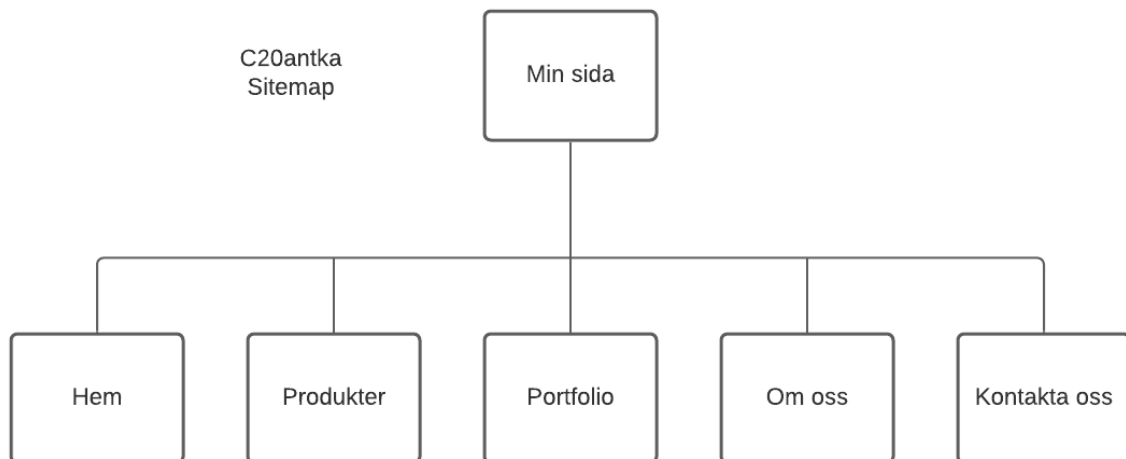 C20antka
Sitemap
Min sida
Hem
Produkter
Portfolio
Om oss
Kontakta oss